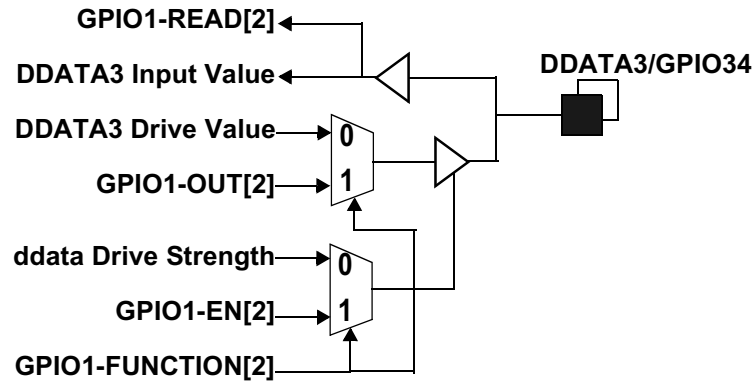 GPIO1-READ[2]
DDATA3 Input Value
DDATA3/GPIO34
DDATA3 Drive Value
0
GPIO1-OUT[2]
1
ddata Drive Strength
0
GPIO1-EN[2]
1
GPIO1-FUNCTION[2]